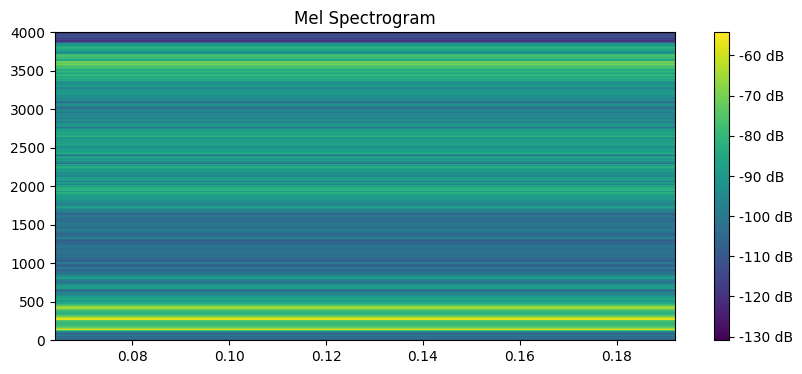 Mel Spectrogram
4000
3500
3000
2500
2000
1500
1000
500
0
0.08 0.10 0.12 0.14 0.16 0.18
-60 dB
-70 dB
-80 dB
-90 dB
-100 dB
-110 dB
-120 dB
-130 dB